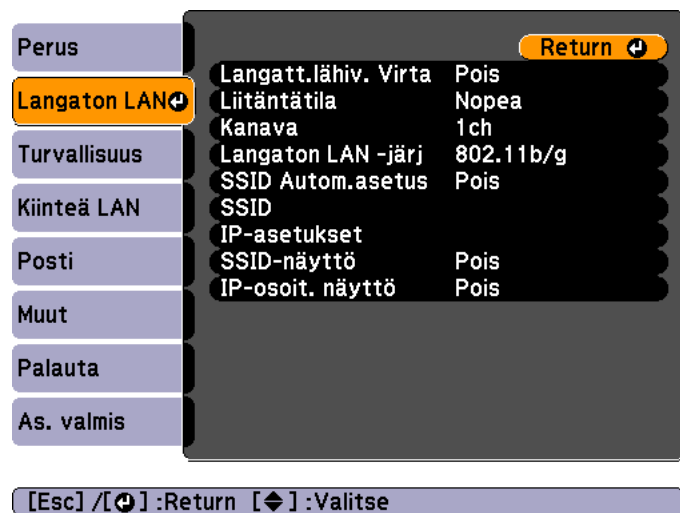 Perus
Langaton LAN
Turvallisuus
Kiinteä LAN
Posti
Muut
Palauta
As. valmis
Return
Langatt.lähiv. Virta Pois
Liitäntätila Nopea
Kanava 1ch
Langaton LAN -järj 802.11b/g
SSID Autom.asetus Pois
SSID
IP-asetukset
SSID-näyttö Pois
IP-osoit. näyttö Pois
[Esc] /[⏎] :Return [◆] :Valitse